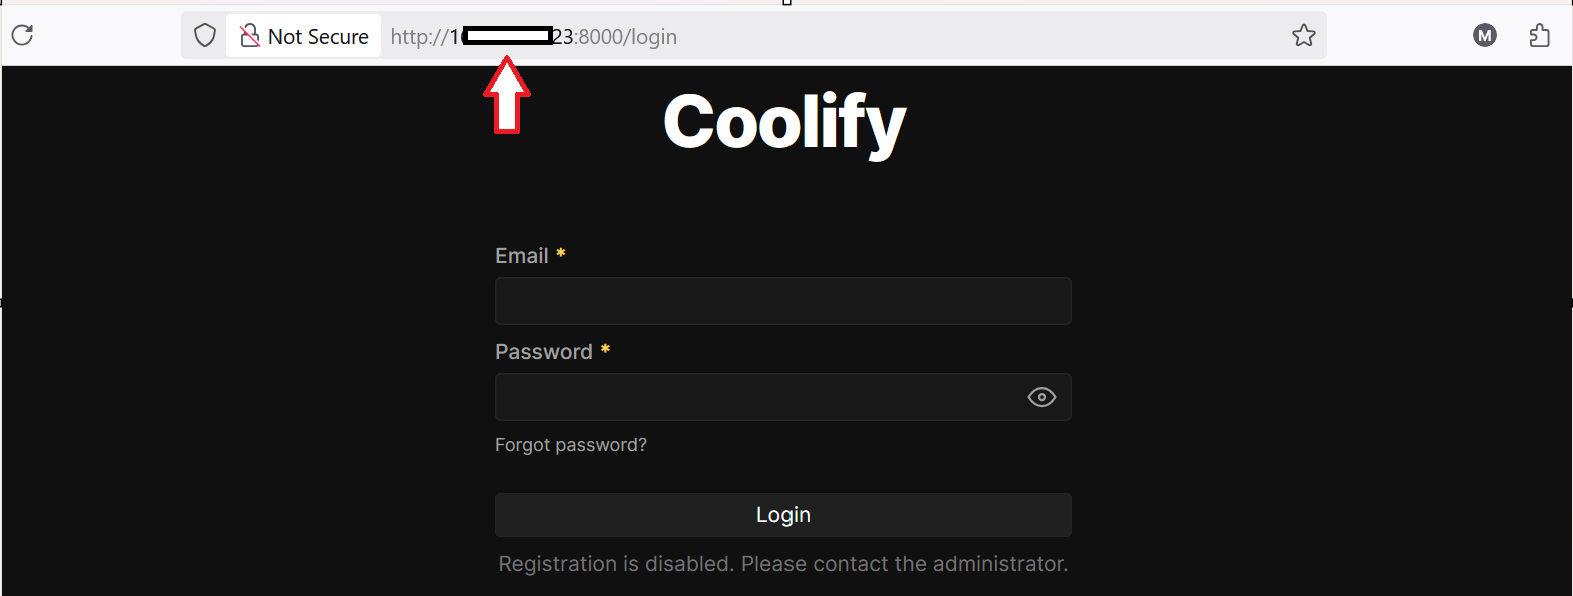 Not Secure http://1 23:8000/login M
Coolify
Email *
Password *
Forgot password?
Login
Registration is disabled. Please contact the administrator.